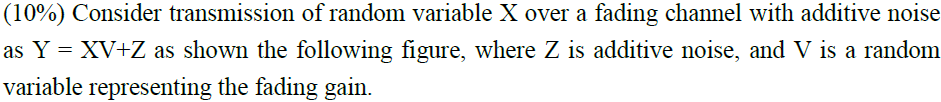 (10%) Consider transmission of random variable X over a fading channel with additive noise
as Y = XV+Z as shown the following figure, where Z is additive noise, and V is a random
variable representing the fading gain.